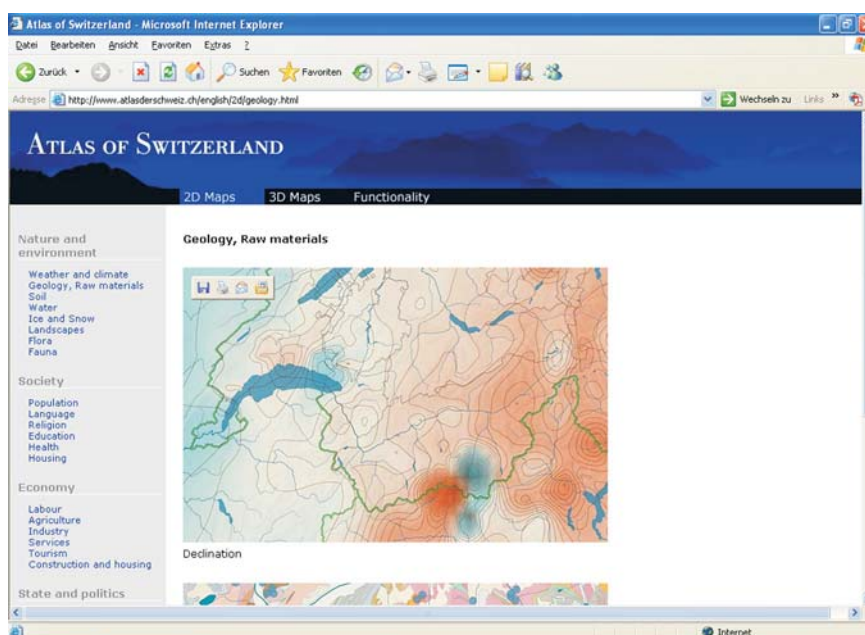 Atlas of Switzerland - Microsoft Internet Explorer
Datei Bearbeiten Ansicht Favoriten Extras ?
Zurück Suchen Favoriten
Adresse http://www.atlasderschweiz.ch/english/2d/geology.html Wechseln zu Links »
ATLAS OF SWITZERLAND
2D Maps 3D Maps Functionality
Nature and
environment
Weather and climate
Geology, Raw materials
Soil
Water
Ice and Snow
Landscapes
Flora
Fauna
Society
Population
Language
Religion
Education
Health
Housing
Economy
Labour
Agriculture
Industry
Services
Tourism
Construction and housing
State and politics
Geology, Raw materials
Declination
Internet